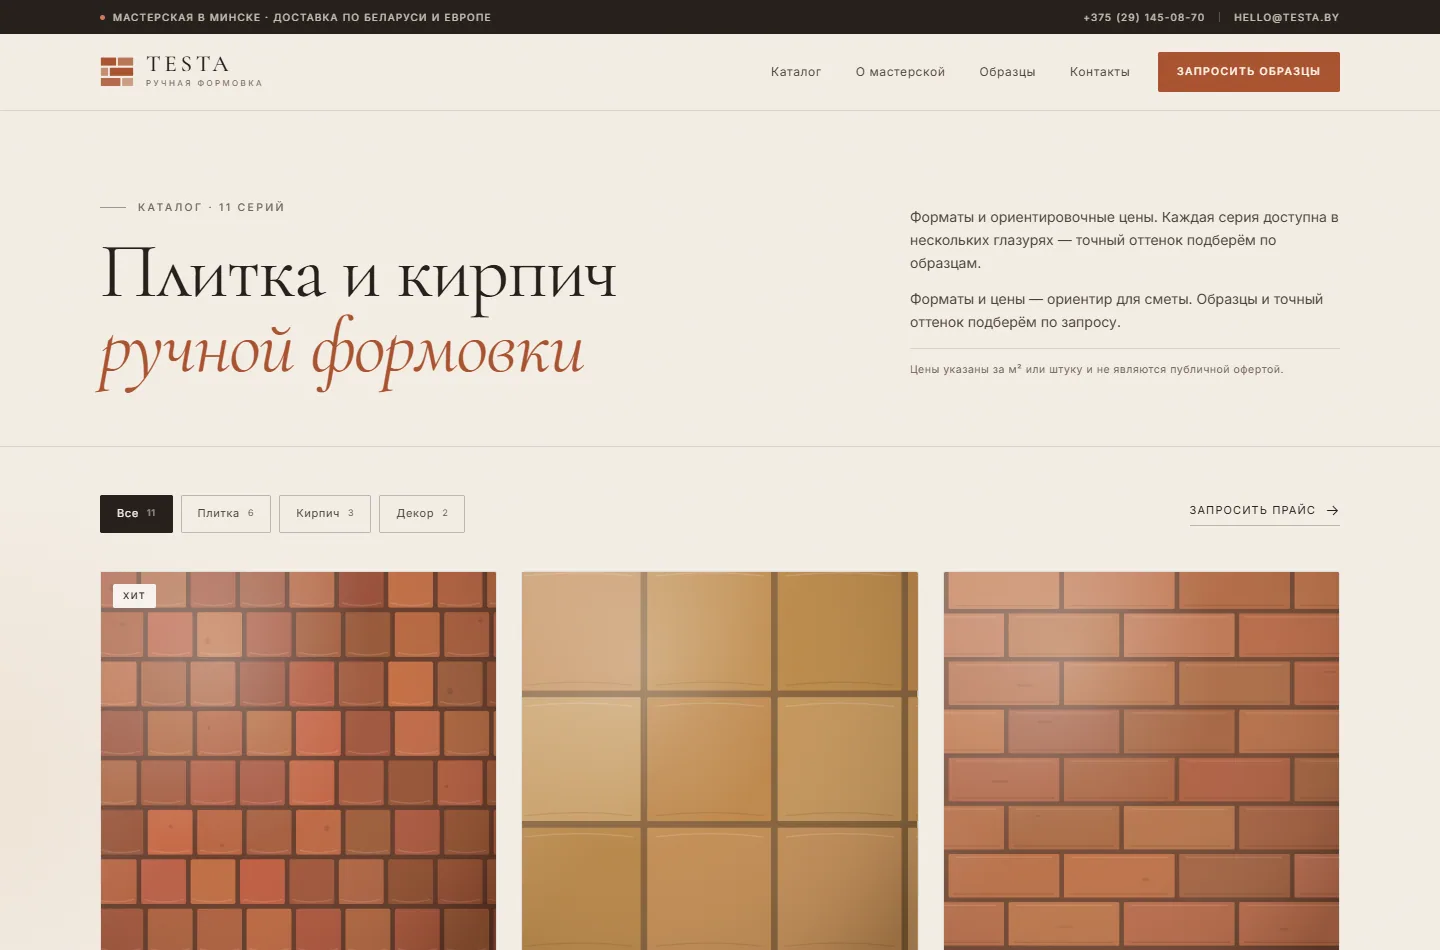 МАСТЕРСКАЯ В МИНСКЕ · ДОСТАВКА ПО БЕЛАРУСИ И ЕВРОПЕ
+375 (29) 145-08-70
HELLO@TESTA.BY
TESTA
РУЧНАЯ ФОРМОВКА
Каталог
О мастерской
Образцы
Контакты
ЗАПРОСИТЬ ОБРАЗЦЫ
КАТАЛОГ · 11 СЕРИЙ
Плитка и кирпич
ручной формовки
Форматы и ориентировочные цены. Каждая серия доступна в
нескольких глазурях — точный оттенок подберём по
образцам.
Форматы и цены — ориентир для сметы. Образцы и точный
оттенок подберём по запросу.
Цены указаны за м² или штуку и не являются публичной офертой.
Все 11
Плитка 6
Кирпич 3
Декор 2
ЗАПРОСИТЬ ПРАЙС →
ХИТ